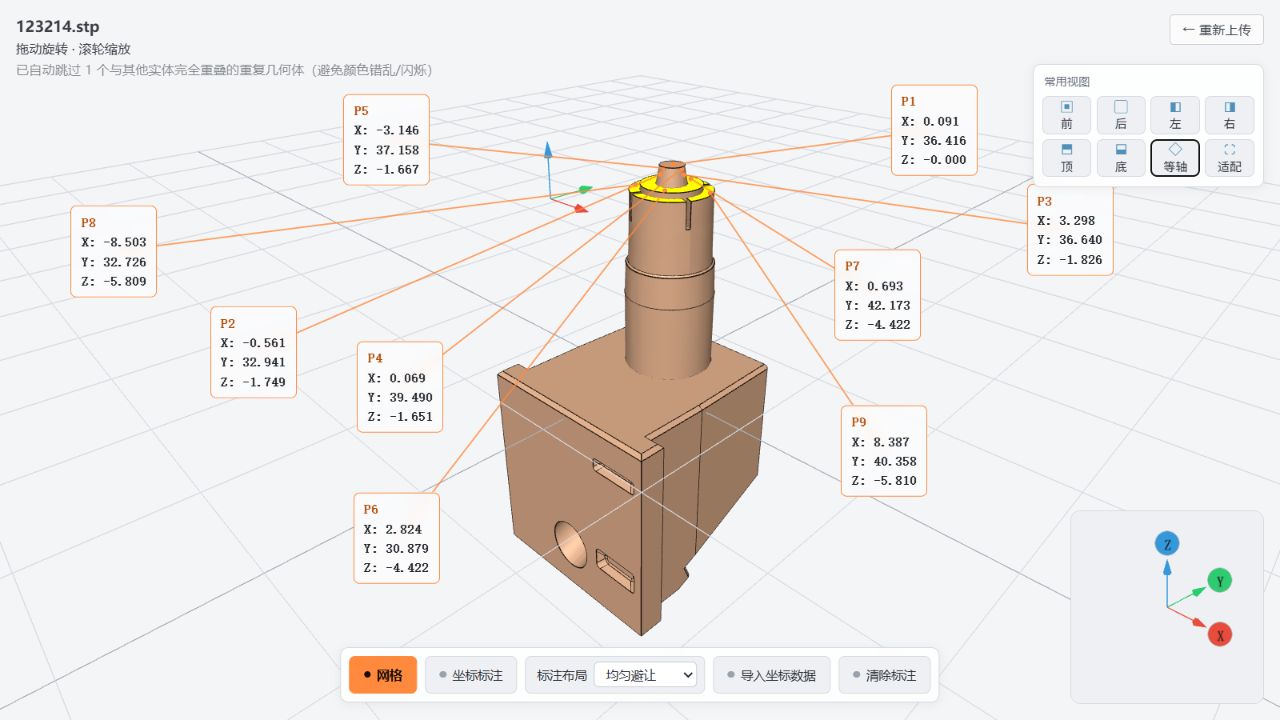 123214.stp
拖动旋转 · 滚轮缩放
已自动跳过 1 个与其他实体完全重叠的重复几何体（避免颜色错乱/闪烁）
← 重新上传
常用视图
前
后
左
右
顶
底
等轴
适配
P5
X: -3.146
Y: 37.158
Z: -1.667
P1
X: 0.091
Y: 36.416
Z: -0.000
P3
X: 3.298
Y: 36.640
Z: -1.826
P8
X: -8.503
Y: 32.726
Z: -5.809
P7
X: 0.693
Y: 42.173
Z: -4.422
P2
X: -0.561
Y: 32.941
Z: -1.749
P4
X: 0.069
Y: 39.490
Z: -1.651
P9
X: 8.387
Y: 40.358
Z: -5.810
P6
X: 2.824
Y: 30.879
Z: -4.422
Z
Y
X
网格
坐标标注
标注布局 均匀避让
导入坐标数据
清除标注